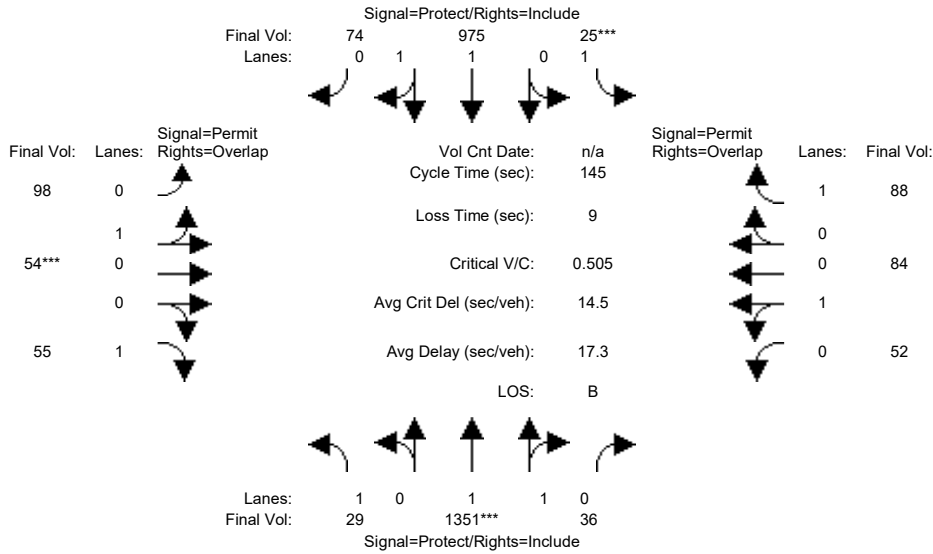 Signal=Protect/Rights=Include
Final Vol: 74 975 25***
Lanes: 0 1 1 0 1
Signal=Permit
Final Vol: Lanes: Rights=Overlap
Vol Cnt Date: n/a
Signal=Permit
Rights=Overlap Lanes: Final Vol:
Cycle Time (sec): 145
98 0
1 88
Loss Time (sec): 9
1
0
54*** 0
Critical V/C: 0.505
0 84
0
Avg Crit Del (sec/veh): 14.5
1
55 1
Avg Delay (sec/veh): 17.3
0 52
LOS: B
Lanes: 1 0 1 1 0
Final Vol: 29 1351*** 36
Signal=Protect/Rights=Include